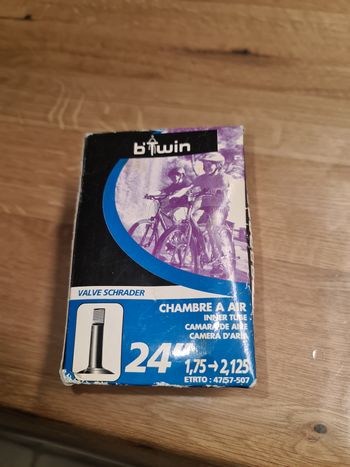 b'Twin
VALVE SCHRADER
CHAMBRE A AIR
INNER TUBE
CAMARA DE AIRE
CAMERA D'ARIA
24"
1,75→2,125
ETRTO : 47/57-507